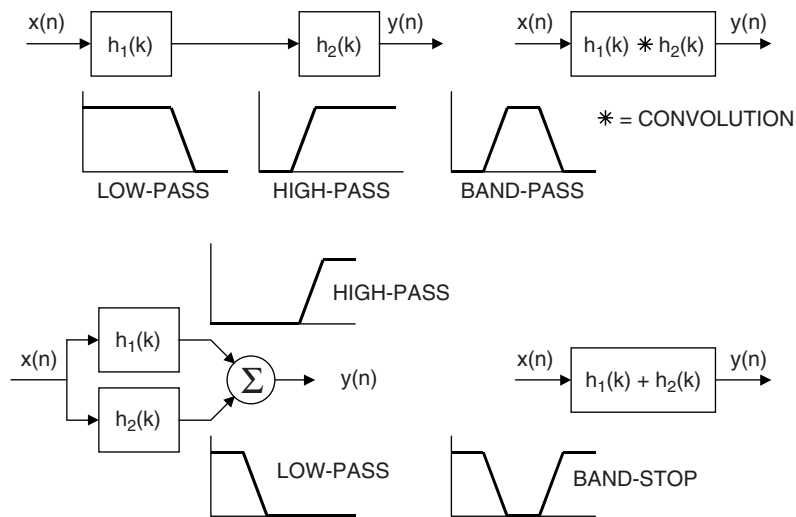 x(n)
h1(k)
h2(k)
y(n)
x(n)
h1(k) * h2(k)
y(n)
* = CONVOLUTION
LOW-PASS
HIGH-PASS
BAND-PASS
HIGH-PASS
x(n)
h1(k)
h2(k)
Σ
y(n)
x(n)
h1(k) + h2(k)
y(n)
LOW-PASS
BAND-STOP